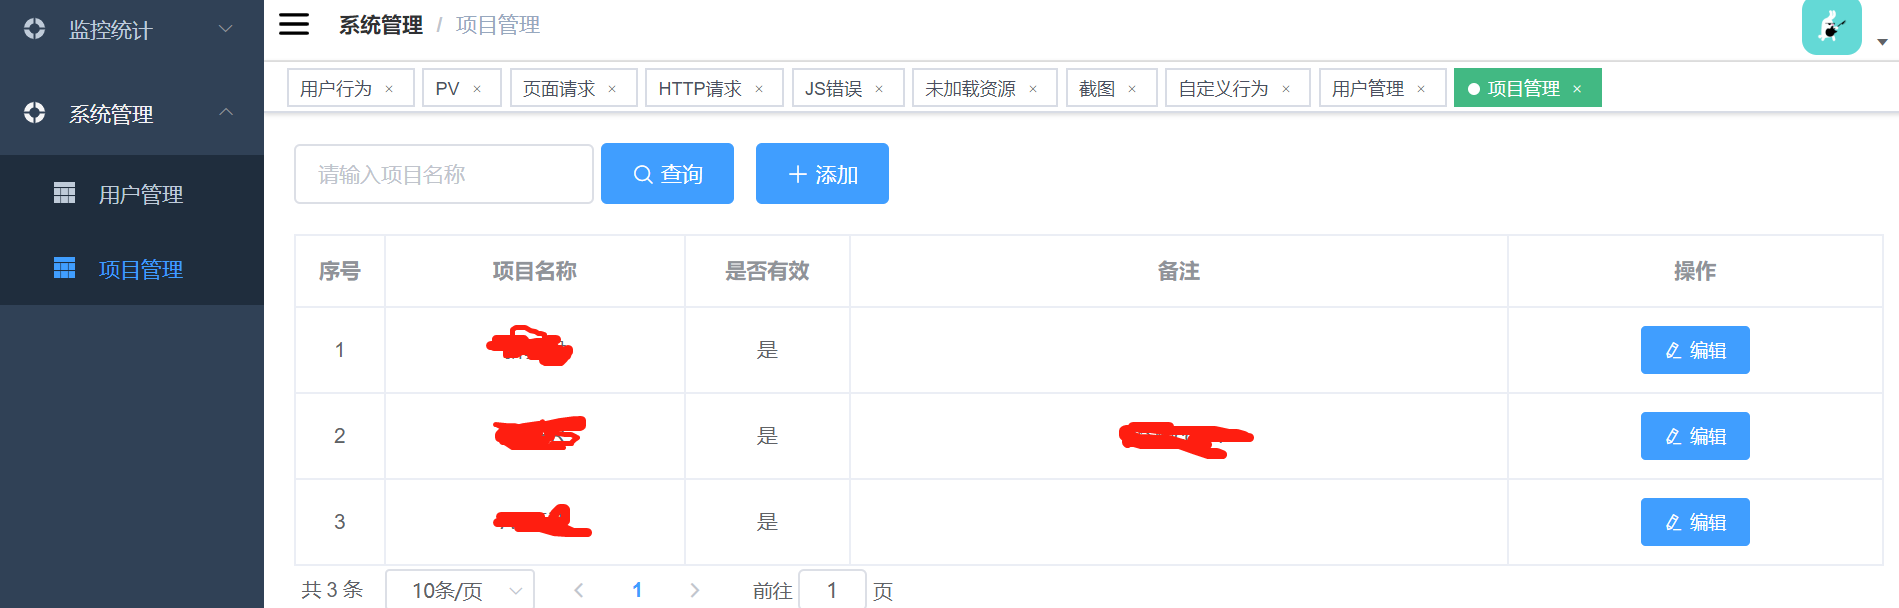 监控统计
系统管理
用户管理
项目管理
系统管理 / 项目管理
用户行为 × PV × 页面请求 × HTTP请求 × JS错误 × 未加载资源 × 截图 × 自定义行为 × 用户管理 × 项目管理 ×
请输入项目名称 查询 添加
序号 项目名称 是否有效 备注 操作
1 是 编辑
2 是 编辑
3 是 编辑
共 3 条 10条/页 1 前往 1 页